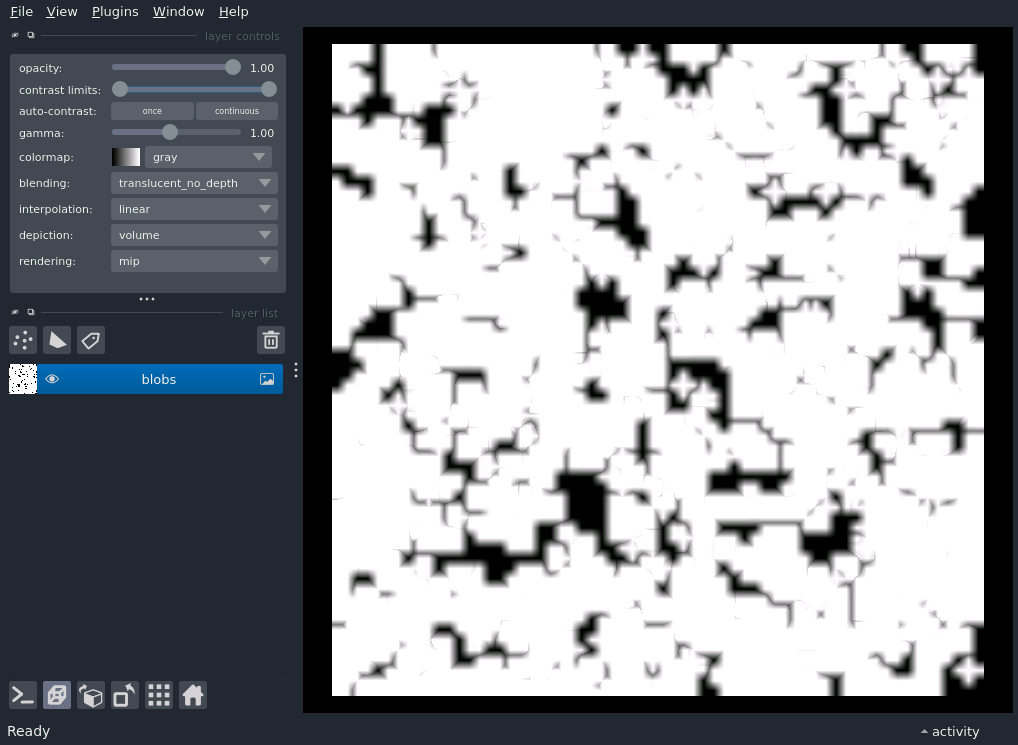 File View Plugins Window Help
layer controls
opacity: 1.00
contrast limits:
auto-contrast: once continuous
gamma: 1.00
colormap: gray
blending: translucent_no_depth
interpolation: linear
depiction: volume
rendering: mip
layer list
blobs
Ready activity